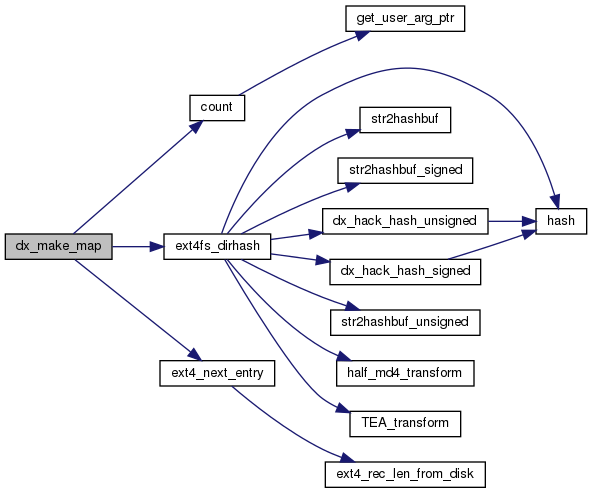 get_user_arg_ptr
count
str2hashbuf
str2hashbuf_signed
dx_hack_hash_unsigned
hash
dx_make_map
ext4fs_dirhash
dx_hack_hash_signed
str2hashbuf_unsigned
ext4_next_entry
half_md4_transform
TEA_transform
ext4_rec_len_from_disk